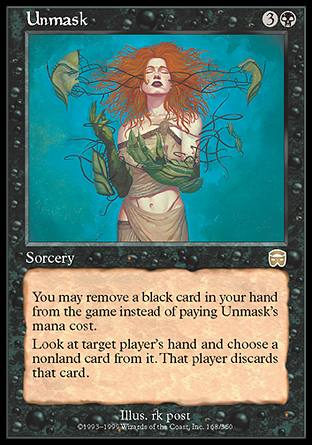 Unmask 3
Sorcery
You may remove a black card in your hand
from the game instead of paying Unmask's
mana cost.
Look at target player's hand and choose a
nonland card from it. That player discards
that card.
Illus. rk post
©1993–1999 Wizards of the Coast, Inc. 168/350